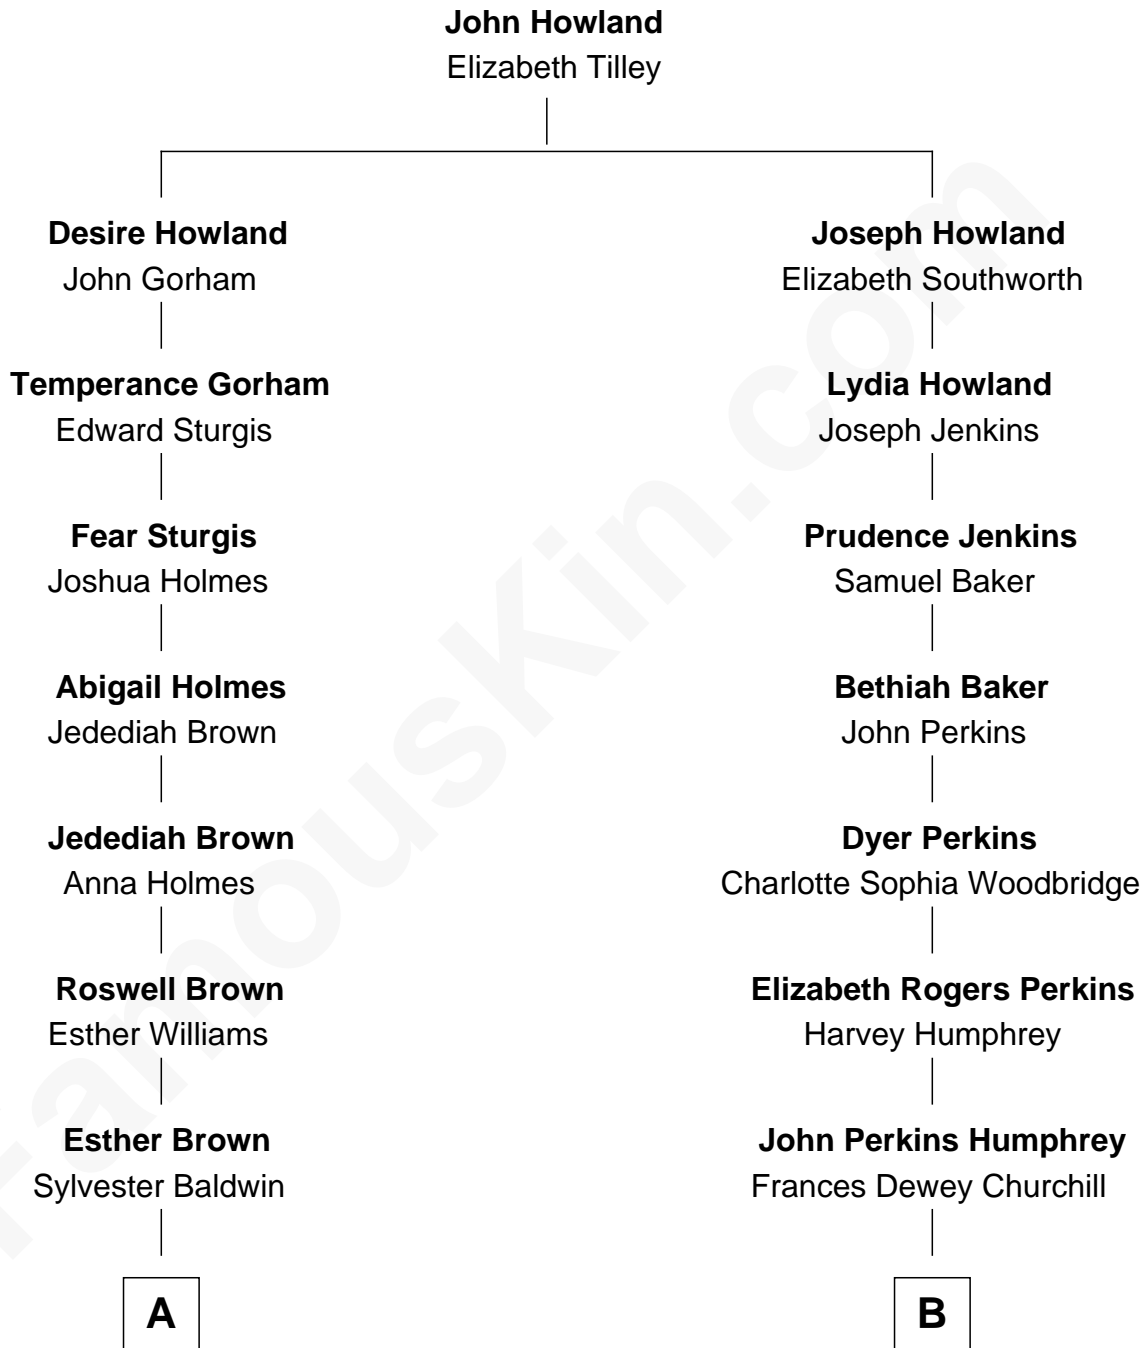 John Howland
Elizabeth Tilley
Desire Howland
John Gorham
Joseph Howland
Elizabeth Southworth
Temperance Gorham
Edward Sturgis
Lydia Howland
Joseph Jenkins
Fear Sturgis
Joshua Holmes
Prudence Jenkins
Samuel Baker
Abigail Holmes
Jedediah Brown
Bethiah Baker
John Perkins
Jedediah Brown
Anna Holmes
Dyer Perkins
Charlotte Sophia Woodbridge
Roswell Brown
Esther Williams
Elizabeth Rogers Perkins
Harvey Humphrey
Esther Brown
Sylvester Baldwin
John Perkins Humphrey
Frances Dewey Churchill
A
B
FamousKin.com